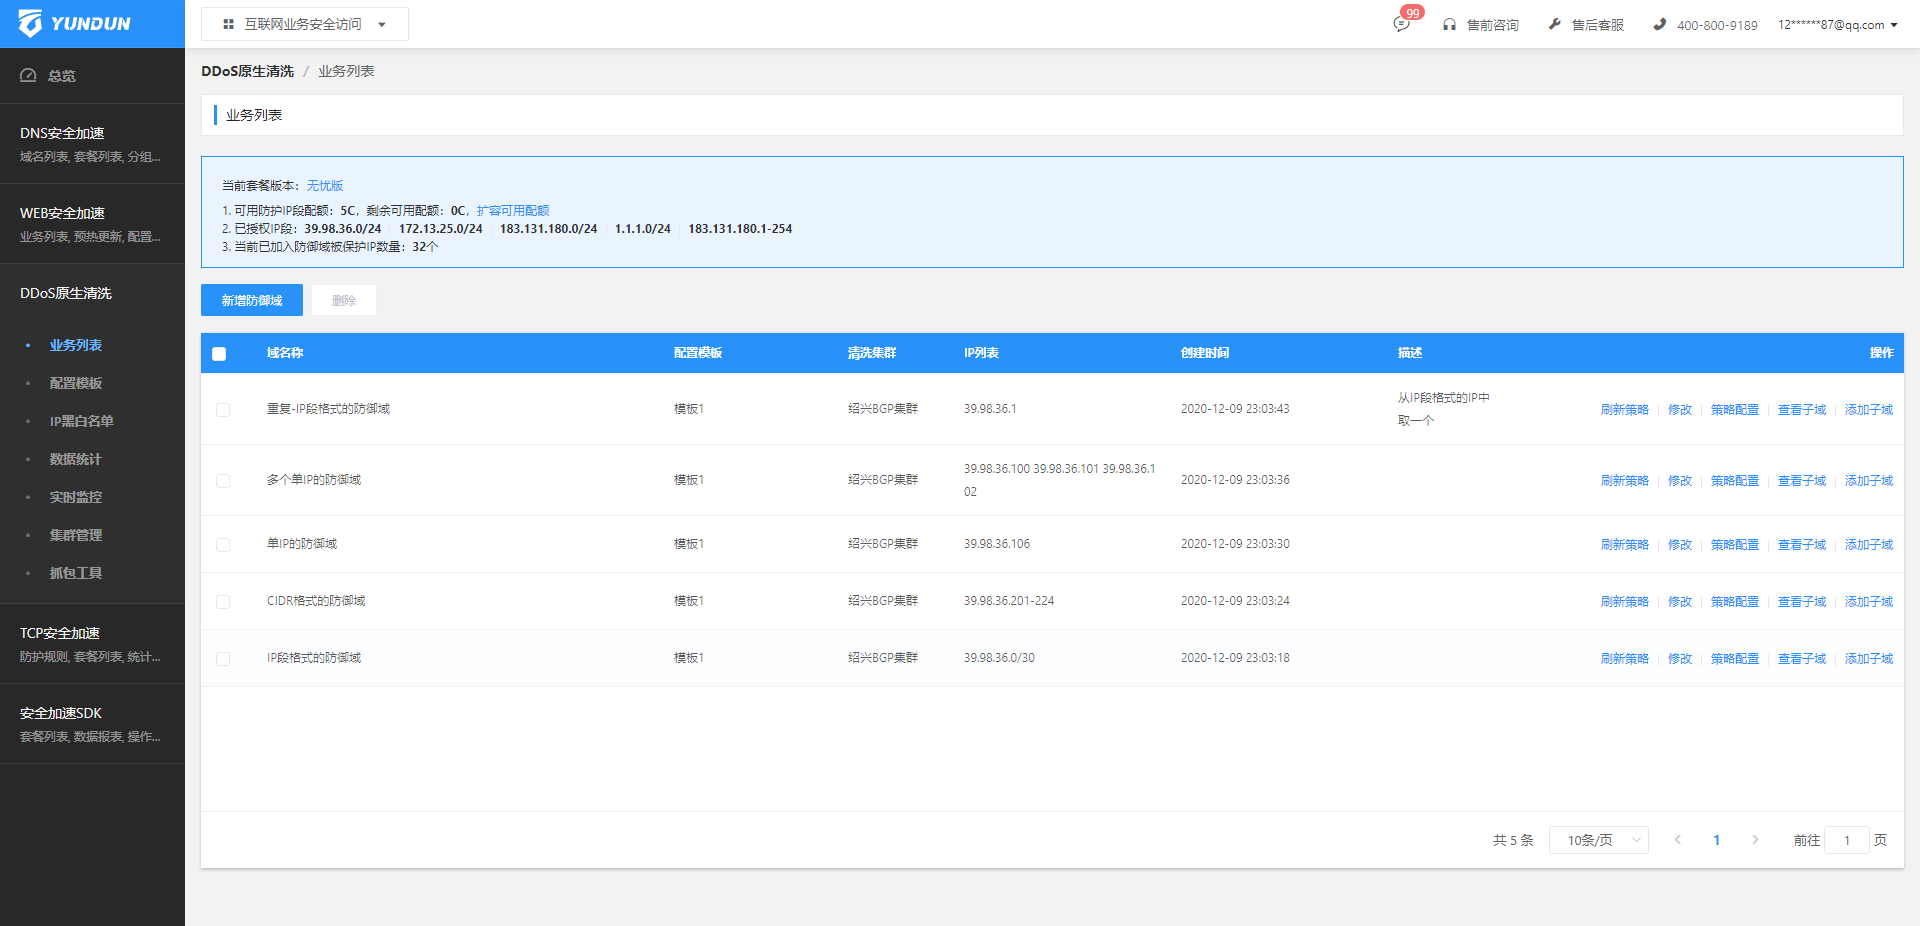 YUNDUN
互联网业务安全访问
99
售前咨询
售后客服
400-800-9189
12******87@qq.com
总览
DNS安全加速
域名列表, 套餐列表, 分组...
WEB安全加速
业务列表, 预热更新, 配置...
DDoS原生清洗
业务列表
配置模板
IP黑白名单
数据统计
实时监控
集群管理
抓包工具
TCP安全加速
防护规则, 套餐列表, 统计...
安全加速SDK
套餐列表, 数据报表, 操作...
DDoS原生清洗 / 业务列表
业务列表
当前套餐版本：无忧版
1. 可用防护IP段配额：5C，剩余可用配额：0C，扩容可用配额
2. 已授权IP段：39.98.36.0/24 172.13.25.0/24 183.131.180.0/24 1.1.1.0/24 183.131.180.1-254
3. 当前已加入防御域被保护IP数量：32个
新增防御域 删除
域名称 配置模板 清洗集群 IP列表 创建时间 描述 操作
重复-IP段格式的防御域 模板1 绍兴BGP集群 39.98.36.1 2020-12-09 23:03:43 从IP段格式的IP中
取一个
刷新策略 修改 策略配置 查看子域 添加子域
多个单IP的防御域 模板1 绍兴BGP集群 39.98.36.100 39.98.36.101 39.98.36.1
02
2020-12-09 23:03:36 刷新策略 修改 策略配置 查看子域 添加子域
单IP的防御域 模板1 绍兴BGP集群 39.98.36.106 2020-12-09 23:03:30 刷新策略 修改 策略配置 查看子域 添加子域
CIDR格式的防御域 模板1 绍兴BGP集群 39.98.36.201-224 2020-12-09 23:03:24 刷新策略 修改 策略配置 查看子域 添加子域
IP段格式的防御域 模板1 绍兴BGP集群 39.98.36.0/30 2020-12-09 23:03:18 刷新策略 修改 策略配置 查看子域 添加子域
共 5 条 10条/页 1 前往 1 页